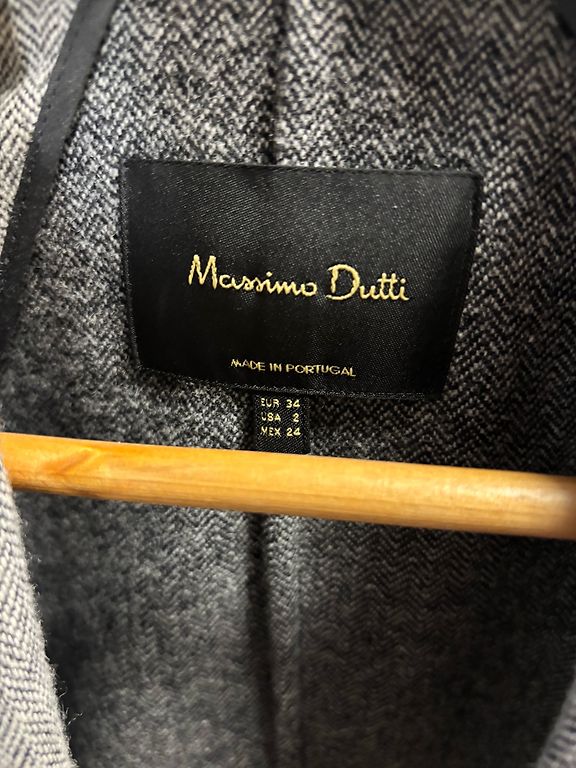 Massimo Dutti
MADE IN PORTUGAL
EUR 34
USA 2
MEX 24